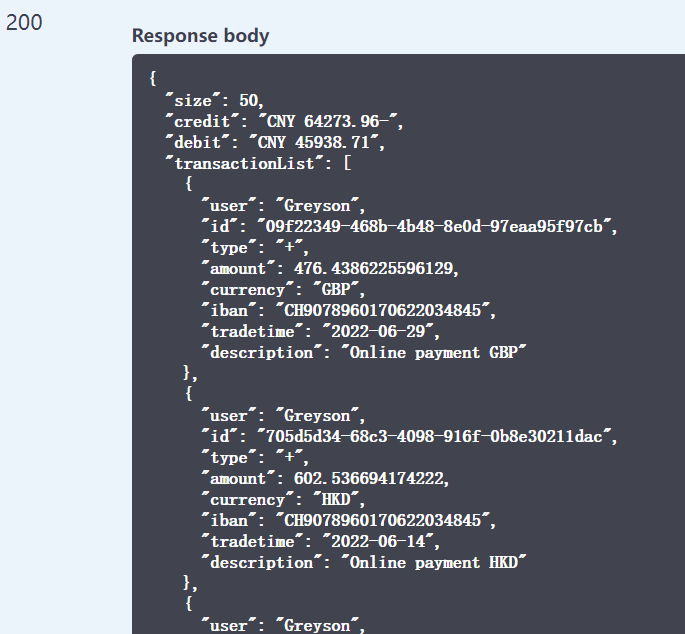 200
Response body
{
"size": 50,
"credit": "CNY 64273.96-",
"debit": "CNY 45938.71",
"transactionList": [
{
"user": "Greyson",
"id": "09f22349-468b-4b48-8e0d-97eaa95f97cb",
"type": "+",
"amount": 476.4386225596129,
"currency": "GBP",
"iban": "CH9078960170622034845",
"tradetime": "2022-06-29",
"description": "Online payment GBP"
},
{
"user": "Greyson",
"id": "705d5d34-68c3-4098-916f-0b8e30211dac",
"type": "+",
"amount": 602.536694174222,
"currency": "HKD",
"iban": "CH9078960170622034845",
"tradetime": "2022-06-14",
"description": "Online payment HKD"
},
{
"user": "Greyson",